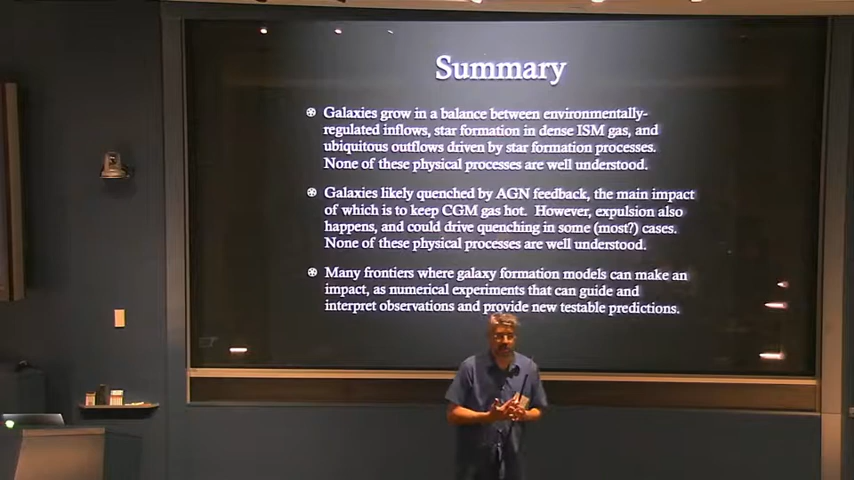 Summary
Galaxies grow in a balance between environmentally-
regulated inflows, star formation in dense ISM gas, and
ubiquitous outflows driven by star formation processes.
None of these physical processes are well understood.
Galaxies likely quenched by AGN feedback, the main impact
of which is to keep CGM gas hot. However, expulsion also
happens, and could drive quenching in some (most?) cases.
None of these physical processes are well understood.
Many frontiers where galaxy formation models can make an
impact, as numerical experiments that can guide and
interpret observations and provide new testable predictions.